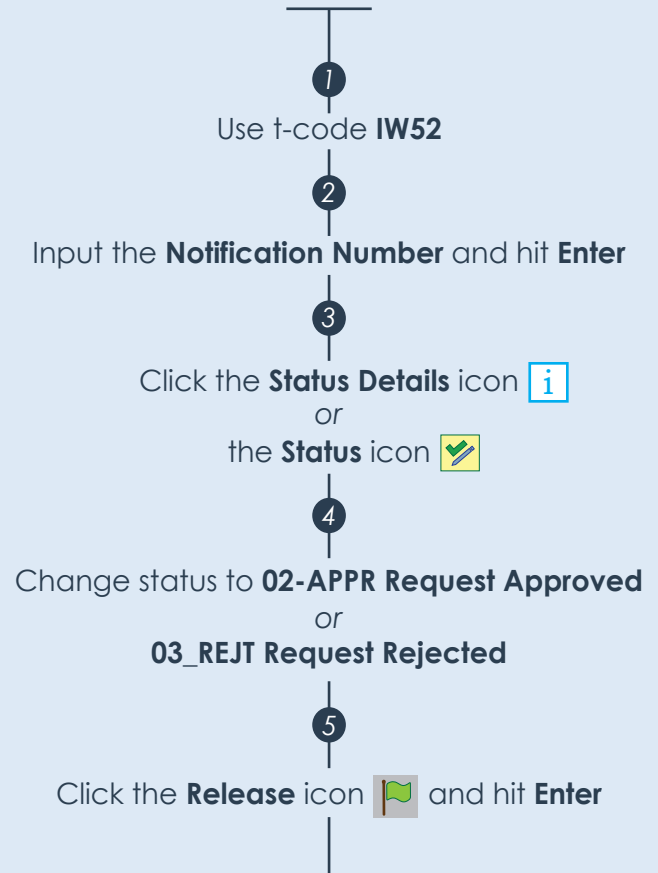 1
Use t-code IW52
2
Input the Notification Number and hit Enter
3
Click the Status Details icon i
or
the Status icon
4
Change status to 02-APPR Request Approved
or
03_REJT Request Rejected
5
Click the Release icon and hit Enter